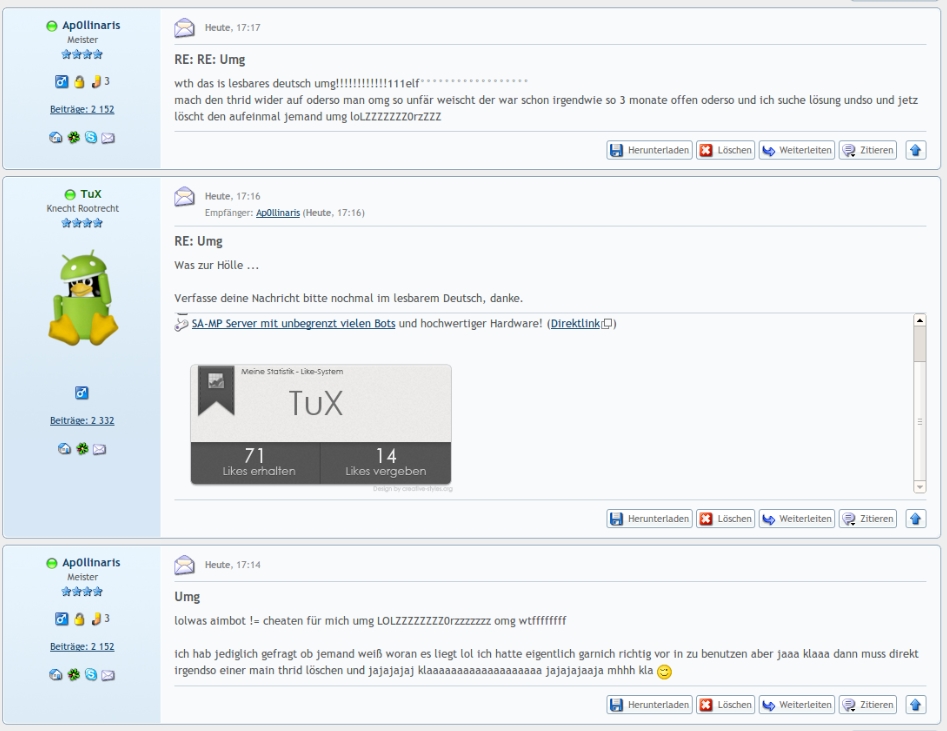 Ap0llinaris
Meister
3
Beiträge: 2 152
Heute, 17:17
RE: RE: Umg
wth das is lesbares deutsch umg!!!!!!!!!!!!111elf******************
mach den thrid wider auf oderso man omg so unfär weischt der war schon irgendwie so 3 monate offen oderso und ich suche lösung undso und jetz
löscht den aufeinmal jemand umg loLZZZZZZZ0rzZZZ
Herunterladen Löschen Weiterleiten Zitieren
TuX
Knecht Rootrecht
Beiträge: 2 332
Heute, 17:16
Empfänger: Ap0llinaris (Heute, 17:16)
RE: Umg
Was zur Hölle ...
Verfasse deine Nachricht bitte nochmal im lesbarem Deutsch, danke.
SA-MP Server mit unbegrenzt vielen Bots und hochwertiger Hardware! (Direktlink)
Meine Statistik - Like-System
TuX
71 14
Likes erhalten Likes vergeben
Design by creative-styles.org
Herunterladen Löschen Weiterleiten Zitieren
Ap0llinaris
Meister
3
Beiträge: 2 152
Heute, 17:14
Umg
lolwas aimbot != cheaten für mich umg LOLZZZZZZZZ0rzzzzzzz omg wtffffffff
ich hab jediglich gefragt ob jemand weiß woran es liegt lol ich hatte eigentlich garnich richtig vor in zu benutzen aber jaaa klaaa dann muss direkt
irgendso einer main thrid löschen und jajajajaj klaaaaaaaaaaaaaaaaaaa jajajajaaja mhhh kla
Herunterladen Löschen Weiterleiten Zitieren